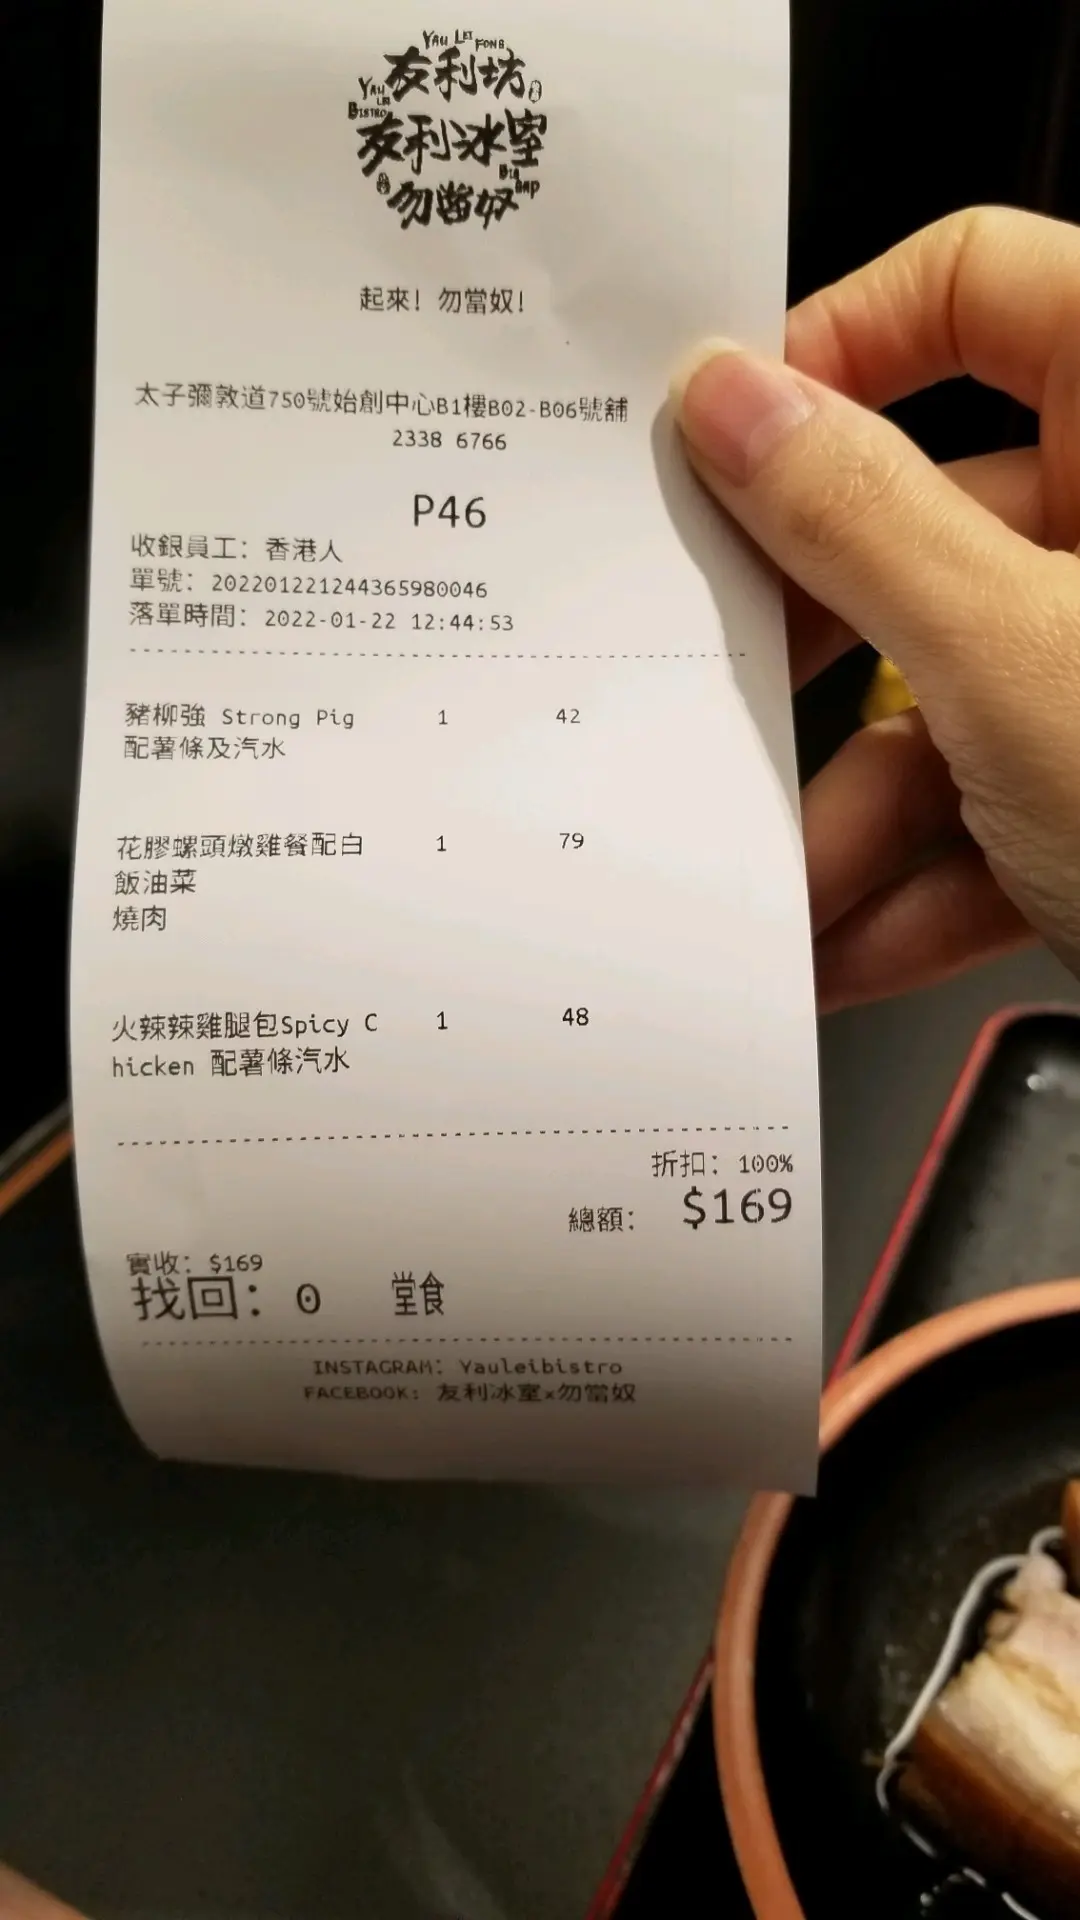 YAU LEI FONG
友利坊
YAU LEI BISTRO
友利冰室
勿當奴
起來! 勿當奴!
太子彌敦道750號始創中心B1樓B02-B06號舖
2338 6766
P46
收銀員工: 香港人
單號: 202201221244365980046
落單時間: 2022-01-22 12:44:53
豬柳強 Strong Pig 1 42
配薯條及汽水
花膠螺頭燉雞餐配白 1 79
飯油菜
燒肉
火辣辣雞腿包Spicy C 1 48
hicken 配薯條汽水
折扣: 100%
總額: $169
實收: $169
找回: 0 堂食
INSTAGRAM: Yauleibistro
FACEBOOK: 友利冰室x勿當奴